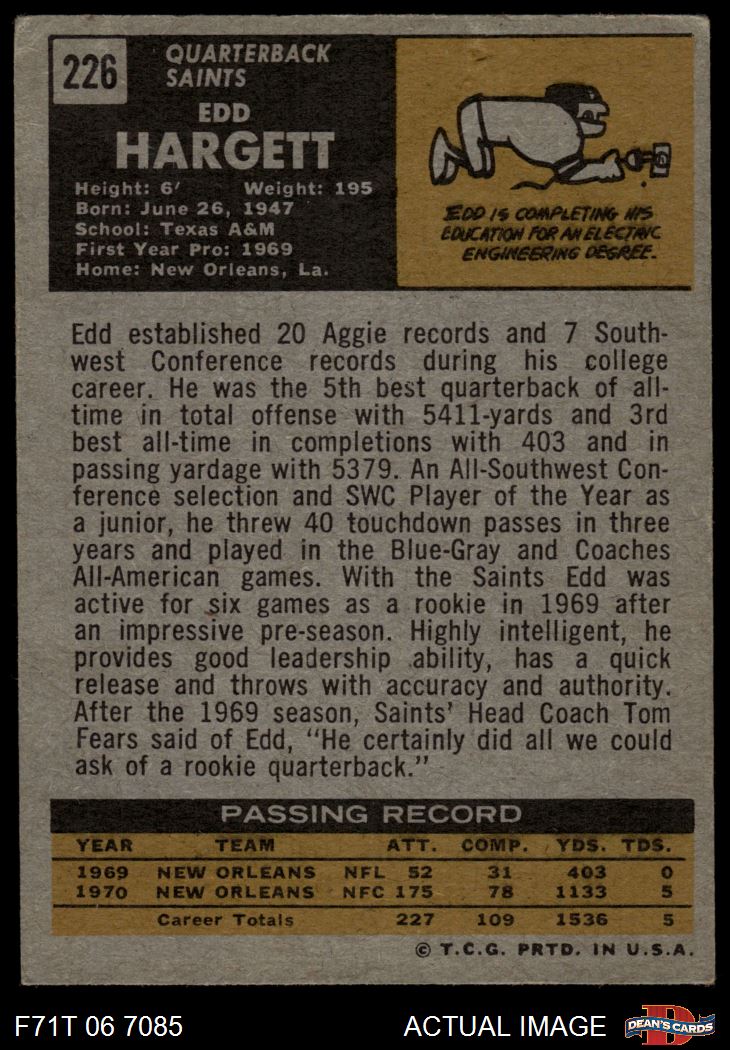 226
QUARTERBACK
SAINTS
EDD
HARGETT
Height: 6' Weight: 195
Born: June 26, 1947
School: Texas A&M
First Year Pro: 1969
Home: New Orleans, La.
EDD IS COMPLETING HIS
EDUCATION FOR AN ELECTRIC
ENGINEERING DEGREE.
Edd established 20 Aggie records and 7 South-
west Conference records during his college
career. He was the 5th best quarterback of all-
time in total offense with 5411-yards and 3rd
best all-time in completions with 403 and in
passing yardage with 5379. An All-Southwest Con-
ference selection and SWC Player of the Year as
a junior, he threw 40 touchdown passes in three
years and played in the Blue-Gray and Coaches
All-American games. With the Saints Edd was
active for six games as a rookie in 1969 after
an impressive pre-season. Highly intelligent, he
provides good leadership ability, has a quick
release and throws with accuracy and authority.
After the 1969 season, Saints' Head Coach Tom
Fears said of Edd, "He certainly did all we could
ask of a rookie quarterback."
PASSING RECORD
YEAR TEAM ATT. COMP. YDS. TDS.
1969 NEW ORLEANS NFL 52 31 403 0
1970 NEW ORLEANS NFC 175 78 1133 5
Career Totals 227 109 1536 5
© T.C.G. PRTD. IN U.S.A.
F71T 06 7085 ACTUAL IMAGE D DEAN'S CARDS